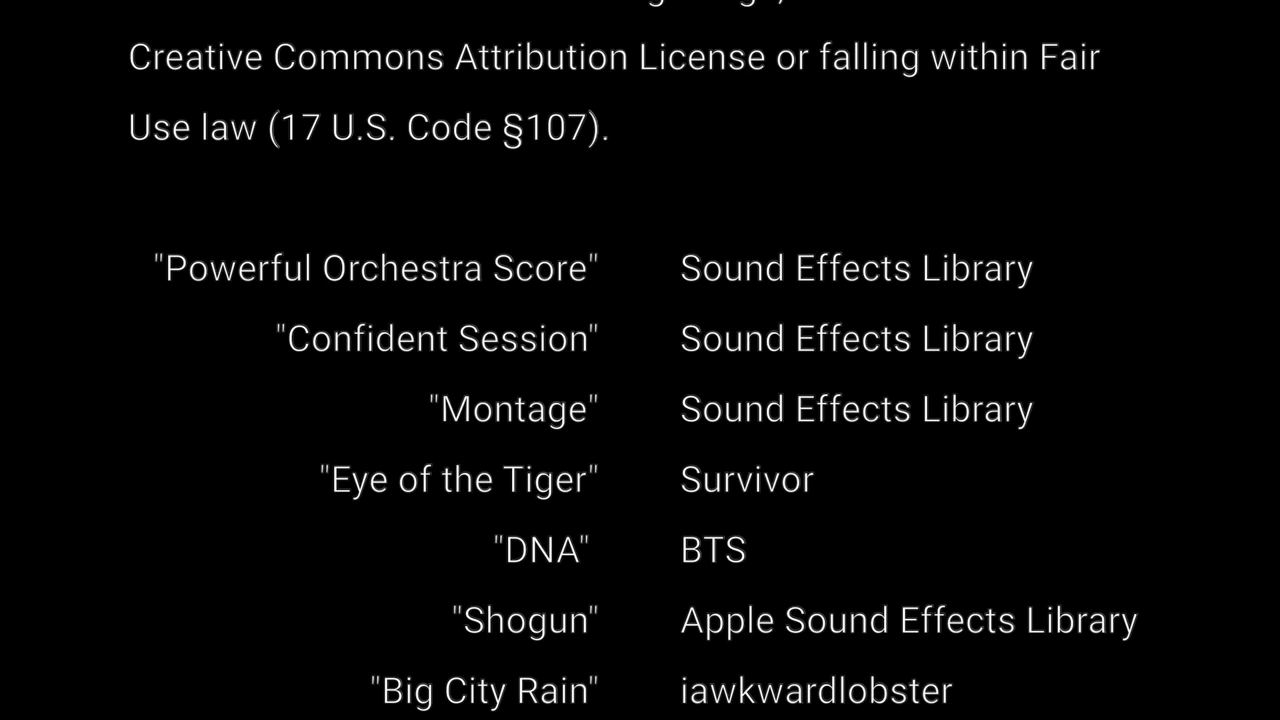 Creative Commons Attribution License or falling within Fair
Use law (17 U.S. Code §107).
"Powerful Orchestra Score" Sound Effects Library
"Confident Session" Sound Effects Library
"Montage" Sound Effects Library
"Eye of the Tiger" Survivor
"DNA" BTS
"Shogun" Apple Sound Effects Library
"Big City Rain" iawkwardlobster